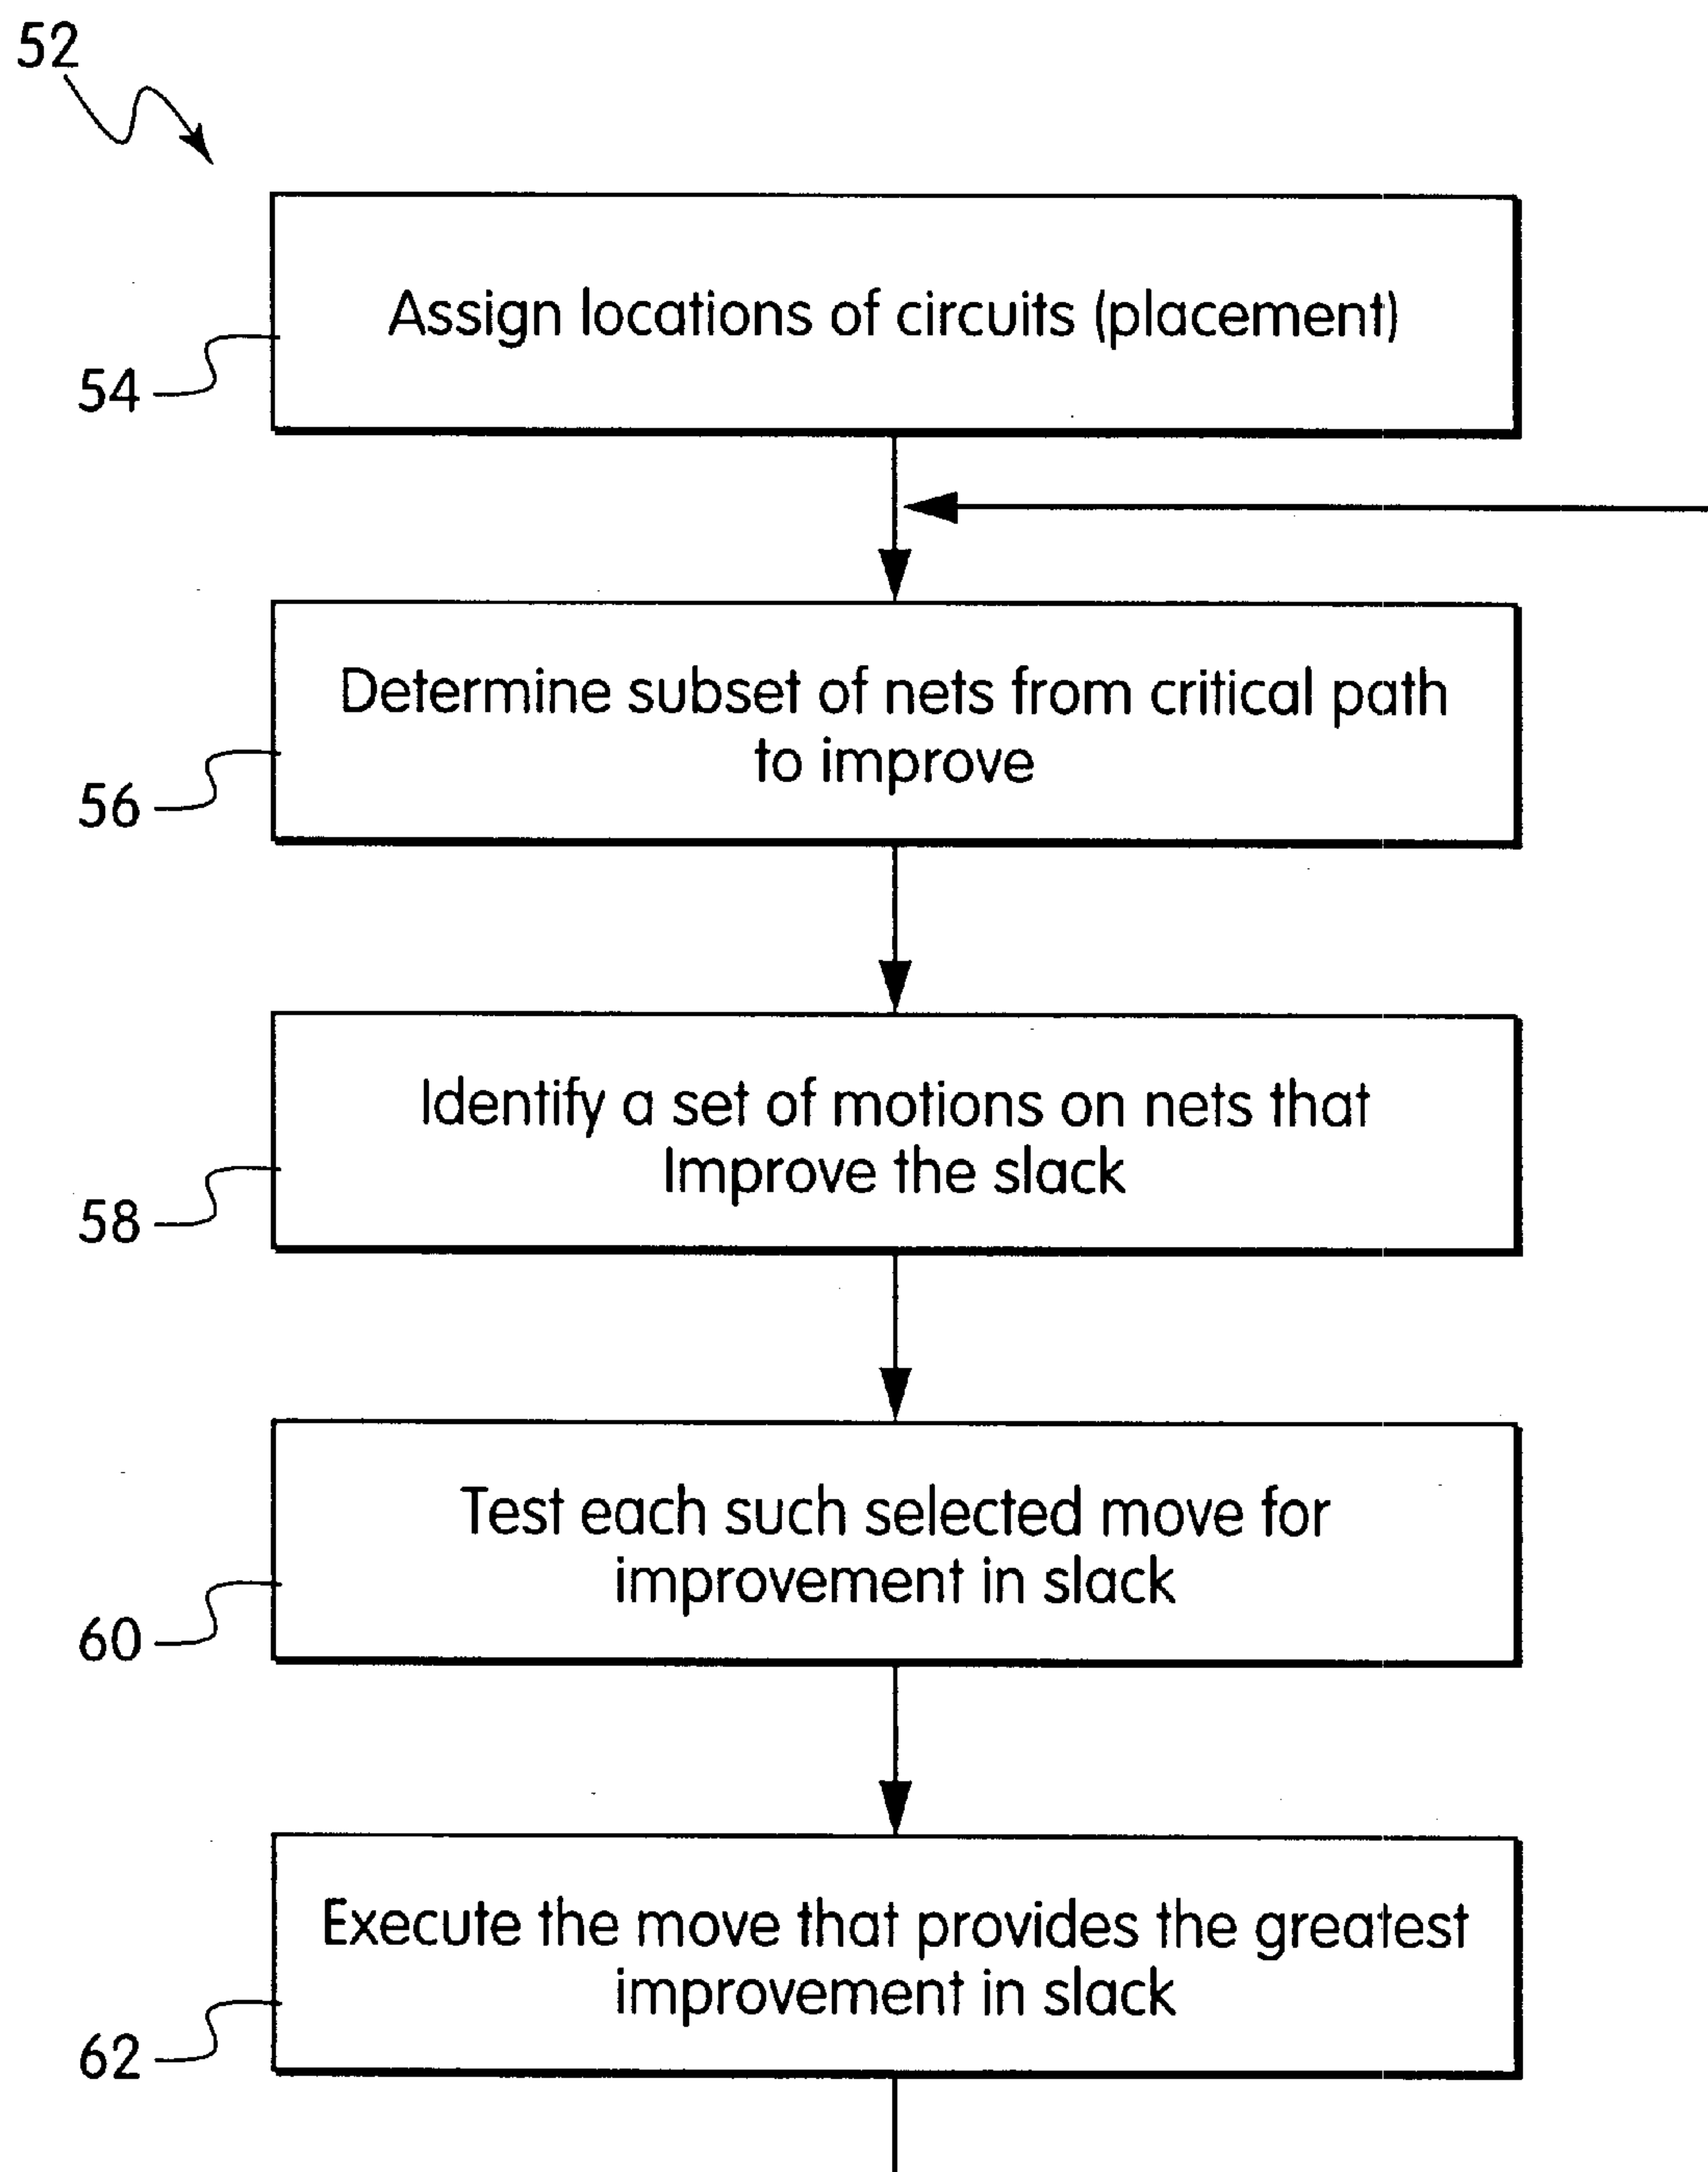 52
Assign locations of circuits (placement)
54
Determine subset of nets from critical path
to improve
56
Identify a set of motions on nets that
Improve the slack
58
Test each such selected move for
improvement in slack
60
Execute the move that provides the greatest
improvement in slack
62